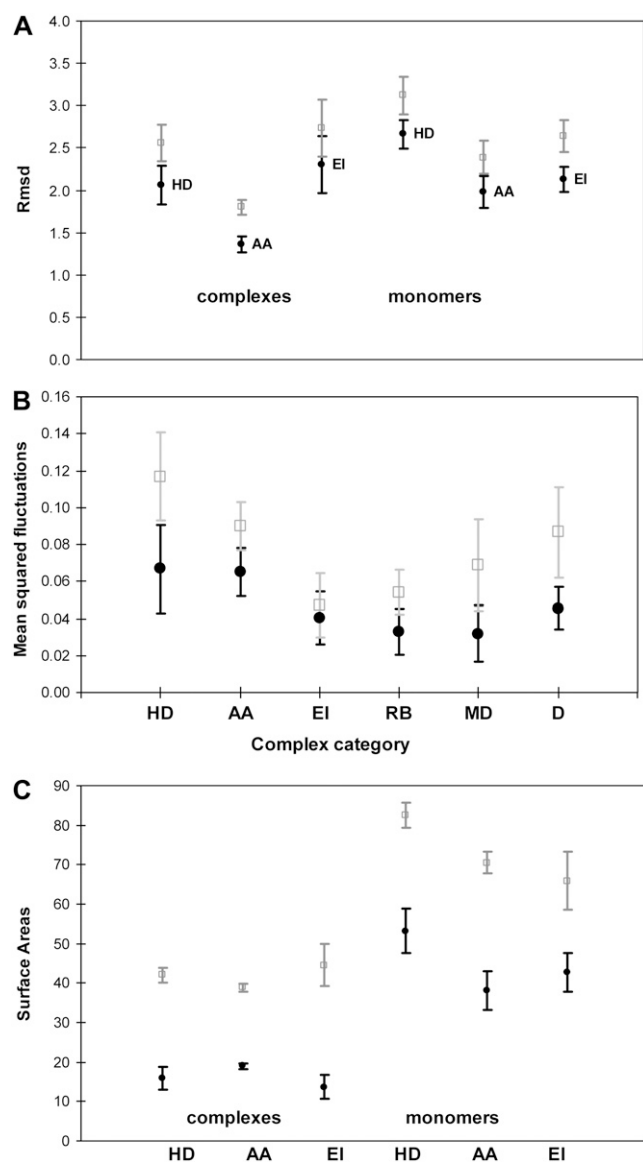 A
4.0
3.5
3.0
2.5
2.0
1.5
1.0
0.5
0.0
Rmsd
HD
AA
EI
HD
AA
EI
complexes monomers
B
0.16
0.14
0.12
0.10
0.08
0.06
0.04
0.02
0.00
Mean squared fluctuations
HD AA EI RB MD D
Complex category
C
90
80
70
60
50
40
30
20
10
0
Surface Areas
complexes monomers
HD AA EI HD AA EI